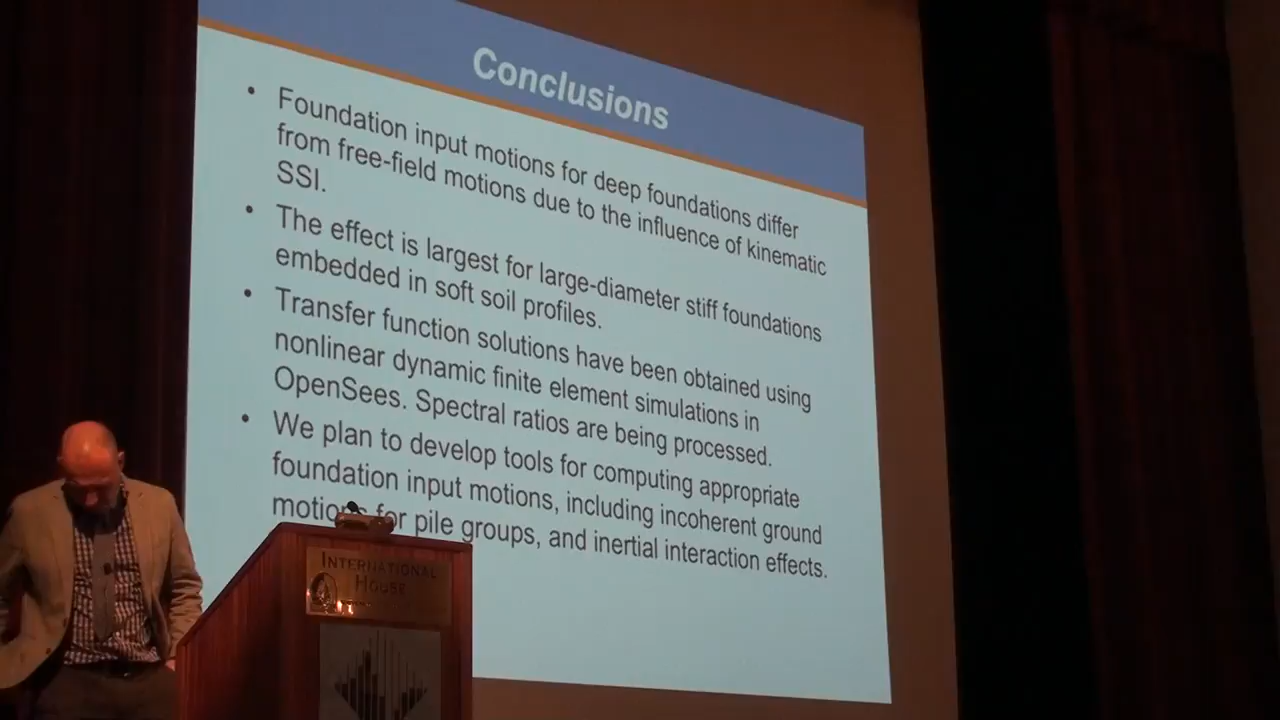 Conclusions
• Foundation input motions for deep foundations differ
from free-field motions due to the influence of kinematic
SSI.
• The effect is largest for large-diameter stiff foundations
embedded in soft soil profiles.
• Transfer function solutions have been obtained using
nonlinear dynamic finite element simulations in
OpenSees. Spectral ratios are being processed.
• We plan to develop tools for computing appropriate
foundation input motions, including incoherent ground
motions for pile groups, and inertial interaction effects.
INTERNATIONAL
HOUSE